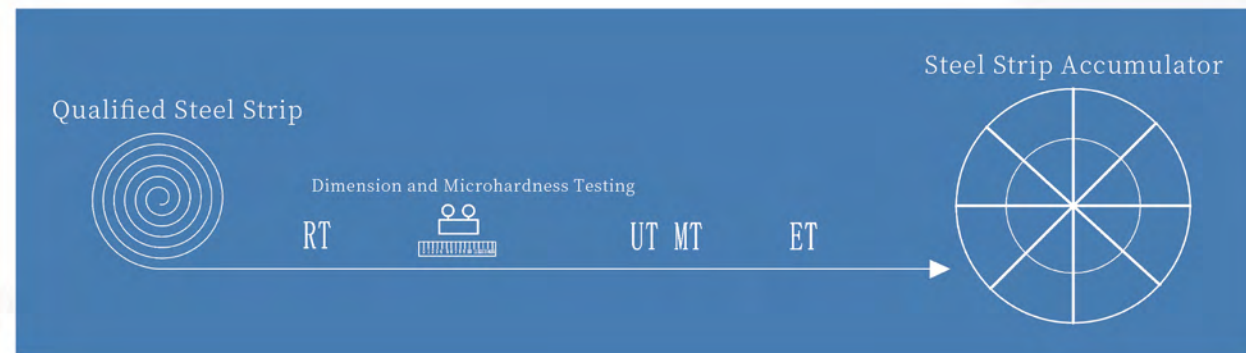 Steel Strip Accumulator
Qualified Steel Strip
Dimension and Microhardness Testing
RT
UT MT
ET